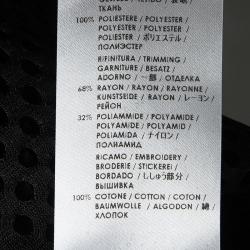 ТКАНЬ
100% POLIESTERE / POLYESTER /
POLYESTER / POLYESTER /
POLIESTER / ポリエステル /
ПОЛИЭСТЕР
RIFINITURA / TRIMMING /
GARNITURE / BESATZ /
ADORNO / 一部 / ОТДЕЛКА
68% RAYON / RAYON / RAYONNE /
KUNSTSEIDE / RAYON / レーヨン /
РЕЙОН
32% POLIAMMIDE / POLYAMIDE /
POLYAMIDE / POLYAMID /
POLIAMIDA / ナイロン /
ПОЛИАМИД
RICAMO / EMBROIDERY /
BRODERIE / STICKEREI /
BORDADO / ししゅう部分 /
ВЫШИВКА
100% COTONE / COTTON / COTON /
BAUMWOLLE / ALGODON / 綿 /
ХЛОПОК